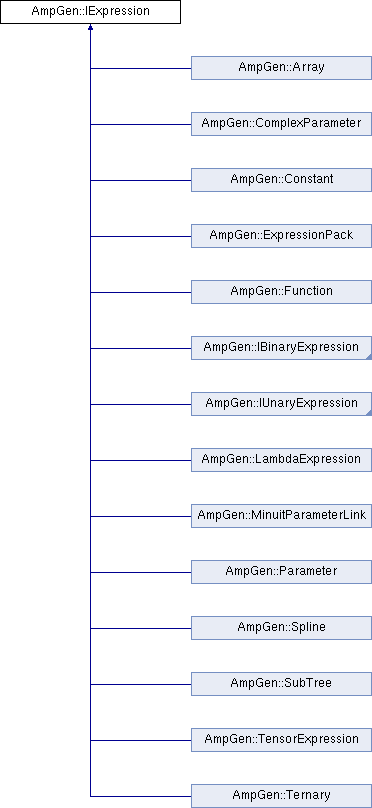 AmpGen::IExpression
AmpGen::Array
AmpGen::ComplexParameter
AmpGen::Constant
AmpGen::ExpressionPack
AmpGen::Function
AmpGen::IBinaryExpression
AmpGen::IUnaryExpression
AmpGen::LambdaExpression
AmpGen::MinuitParameterLink
AmpGen::Parameter
AmpGen::Spline
AmpGen::SubTree
AmpGen::TensorExpression
AmpGen::Ternary